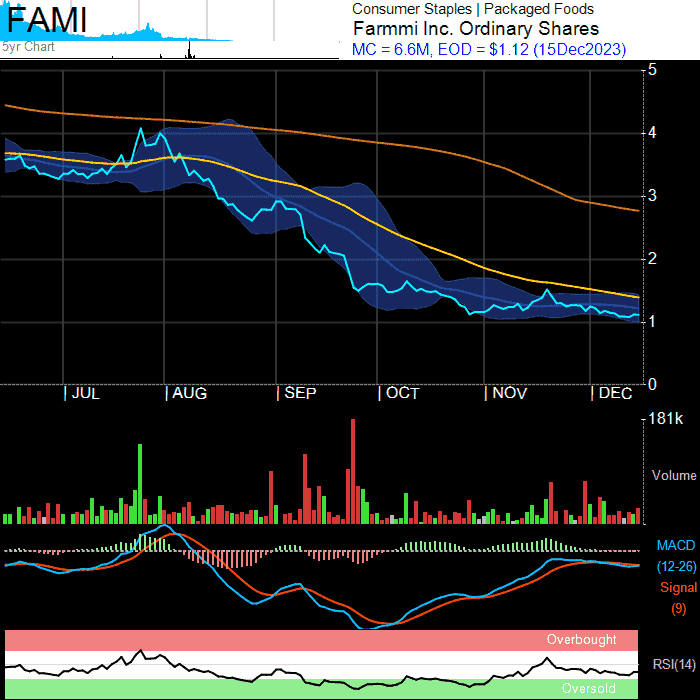 FAMI
5yr Chart
Consumer Staples | Packaged Foods
Farmmi Inc. Ordinary Shares
MC = 6.6M, EOD = $1.12 (15Dec2023)
5
4
3
2
1
0
| JUL | AUG | SEP | OCT | NOV | DEC
181k
Volume
MACD
(12-26)
Signal
(9)
Overbought
RSI(14)
Oversold